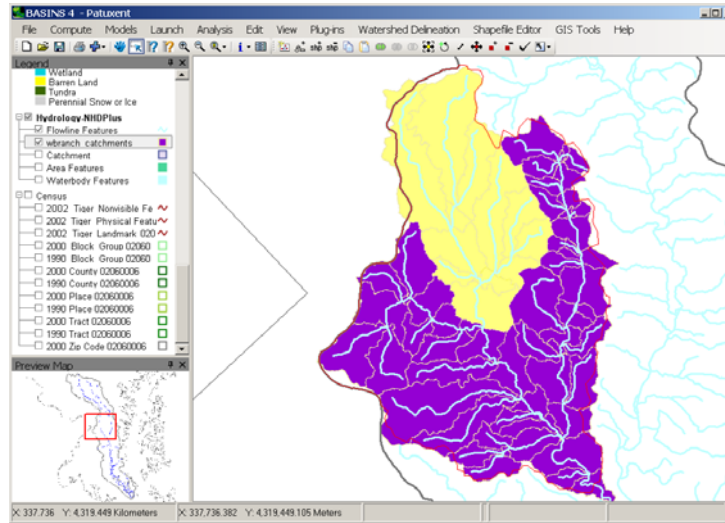 BASINS 4 - Patuxent
File Compute Models Launch Analysis Edit View Plug-ins Watershed Delineation Shapefile Editor GIS Tools Help
Legend
Wetland
Barren Land
Tundra
Perennial Snow or Ice
Hydrology-NHDPlus
Flowline Features
wbranch_catchments
Catchment
Area Features
Waterbody Features
Census
2002 Tiger Nonvisible Fe
2002 Tiger Physical Featu
2002 Tiger Landmark 020
2000 Block Group 02060
1990 Block Group 02060
2000 County 02060006
1990 County 02060006
2000 Place 02060006
1990 Place 02060006
2000 Tract 02060006
1990 Tract 02060006
2000 Zip Code 02060006
Preview Map
X: 337.736 Y: 4,319.449 Kilometers X: 337,736.382 Y: 4,319,449.105 Meters